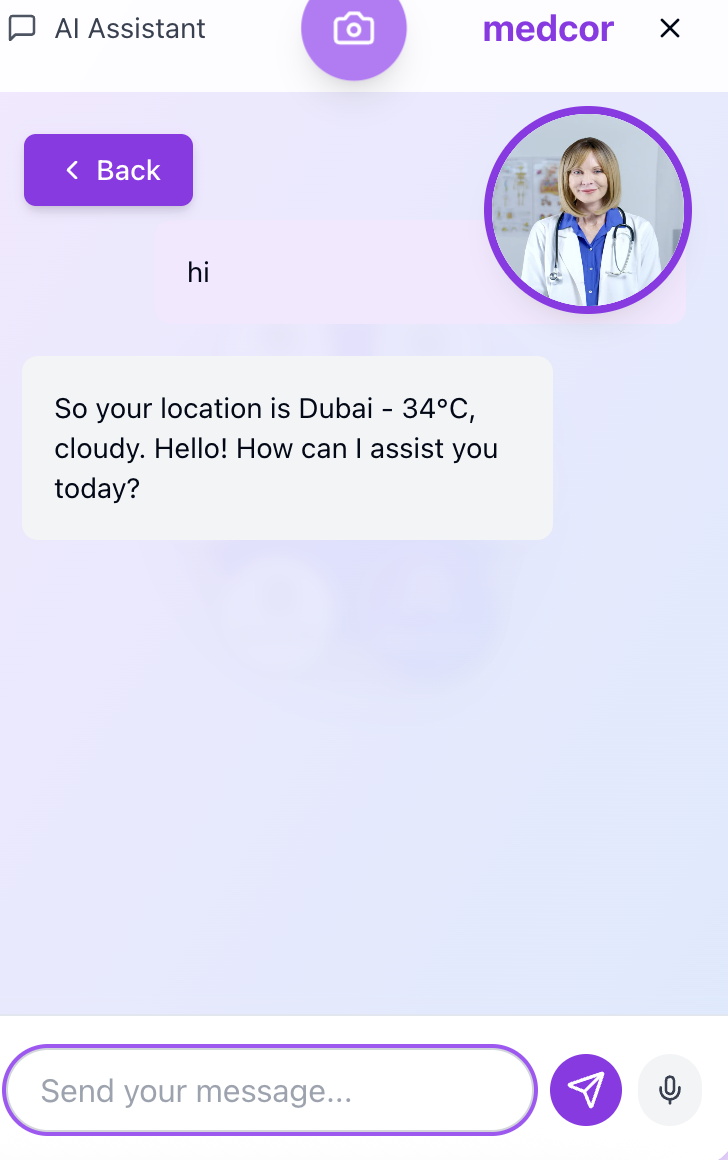 AI Assistant
medcor
Back
hi
So your location is Dubai - 34°C,
cloudy. Hello! How can I assist you
today?
Send your message...